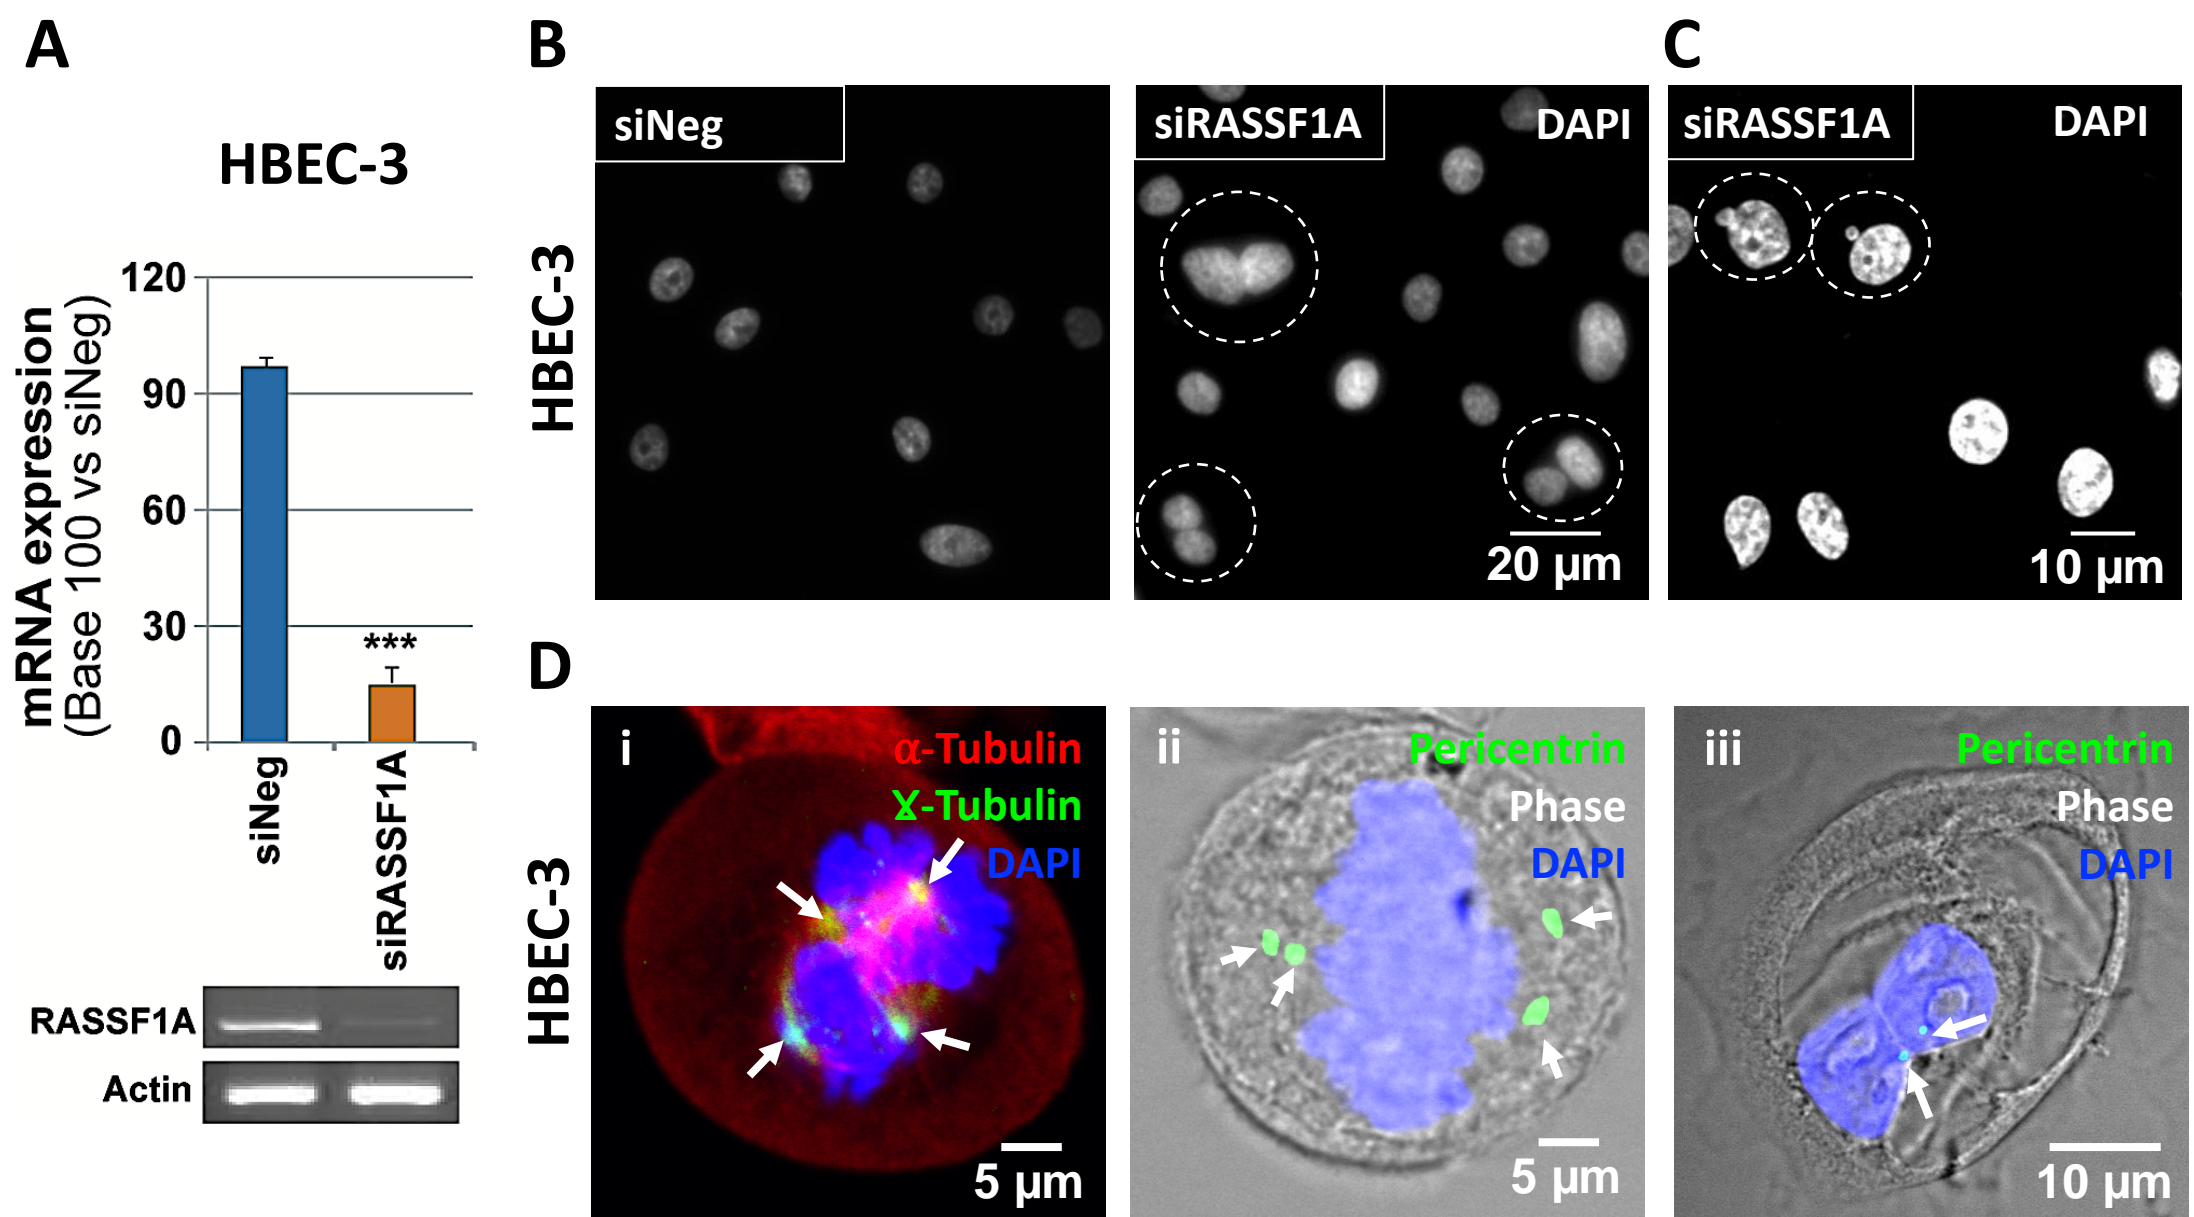 A
HBEC-3
mRNA expression
(Base 100 vs siNeg)
120
90
60
30
0
***
siNeg
siRASSF1A
RASSF1A
Actin
B
HBEC-3
siNeg
siRASSF1A
DAPI
20 µm
C
siRASSF1A
DAPI
10 µm
D
HBEC-3
i
α-Tubulin
Ɣ-Tubulin
DAPI
5 µm
ii
Pericentrin
Phase
DAPI
5 µm
iii
Pericentrin
Phase
DAPI
10 µm